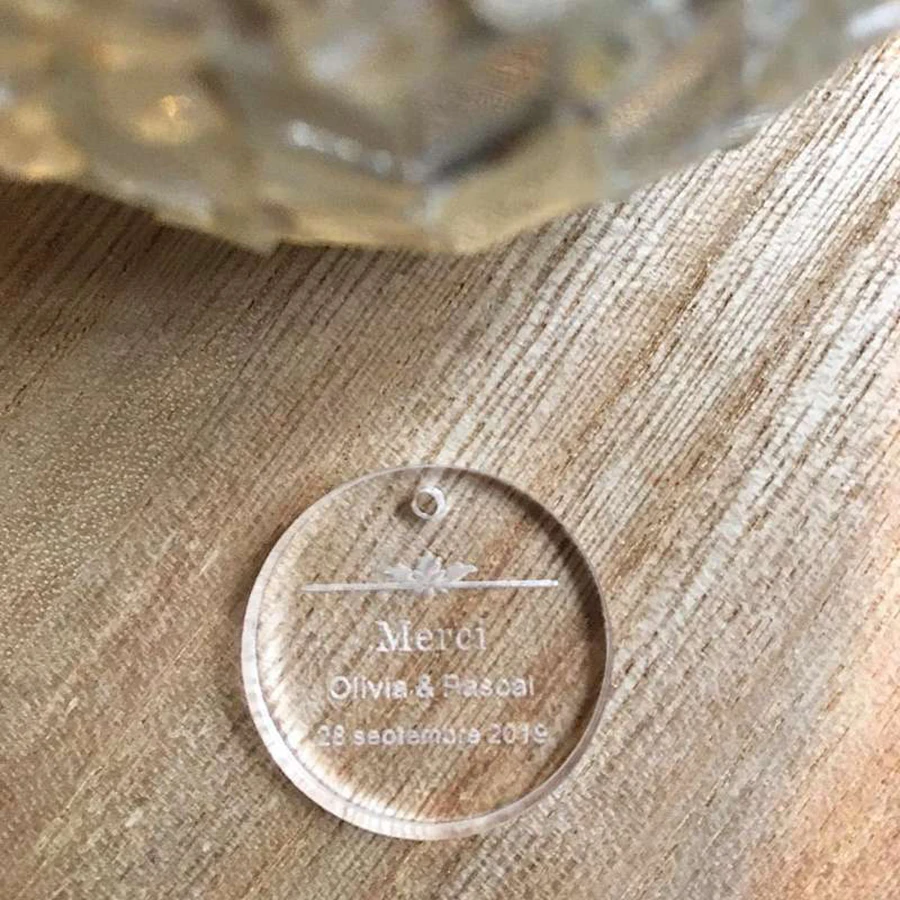 Merci
Olivia & Pascal
28 septembre 2019